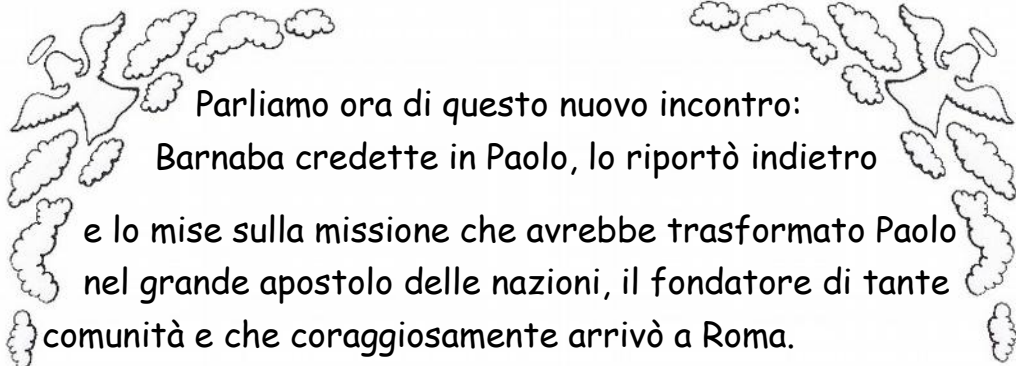 Parliamo ora di questo nuovo incontro:
Barnaba credette in Paolo, lo riportò indietro
e lo mise sulla missione che avrebbe trasformato Paolo
nel grande apostolo delle nazioni, il fondatore di tante
comunità e che coraggiosamente arrivò a Roma.